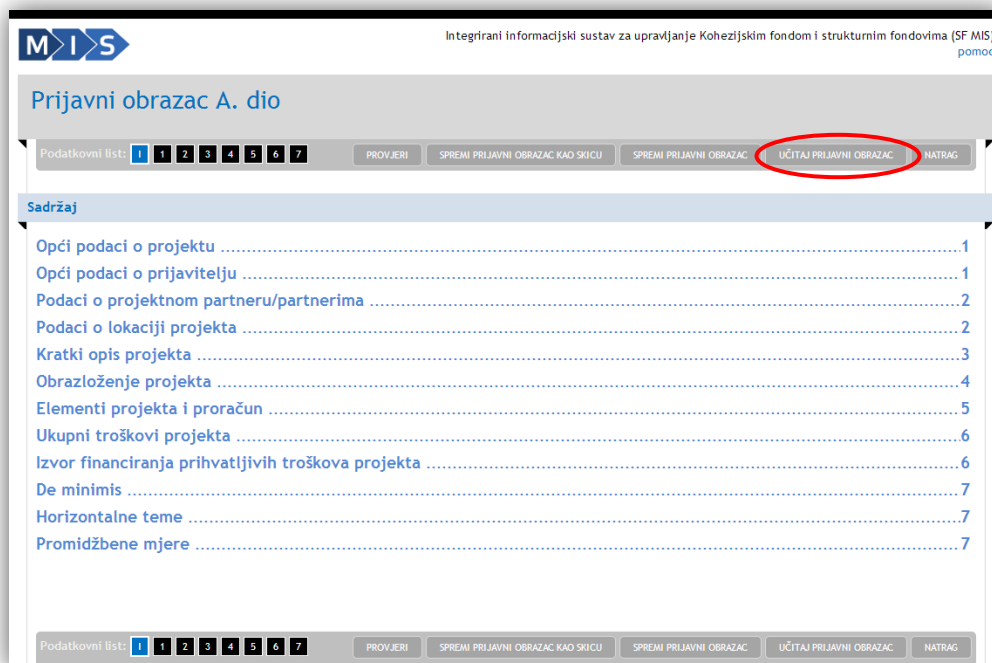 MIS
Integrirani informacijski sustav za upravljanje Kohezijskim fondom i strukturnim fondovima (SF MIS)
pomoć
Prijavni obrazac A. dio
Podatkovni list: I 1 2 3 4 5 6 7 PROVJERI SPREMI PRIJAVNI OBRAZAC KAO SKICU SPREMI PRIJAVNI OBRAZAC UČITAJ PRIJAVNI OBRAZAC NATRAG
Sadržaj
Opći podaci o projektu 1
Opći podaci o prijavitelju 1
Podaci o projektnom partneru/partnerima 2
Podaci o lokaciji projekta 2
Kratki opis projekta 3
Obrazloženje projekta 4
Elementi projekta i proračun 5
Ukupni troškovi projekta 6
Izvor financiranja prihvatljivih troškova projekta 6
De minimis 7
Horizontalne teme 7
Promidžbene mjere 7
Podatkovni list: I 1 2 3 4 5 6 7 PROVJERI SPREMI PRIJAVNI OBRAZAC KAO SKICU SPREMI PRIJAVNI OBRAZAC UČITAJ PRIJAVNI OBRAZAC NATRAG